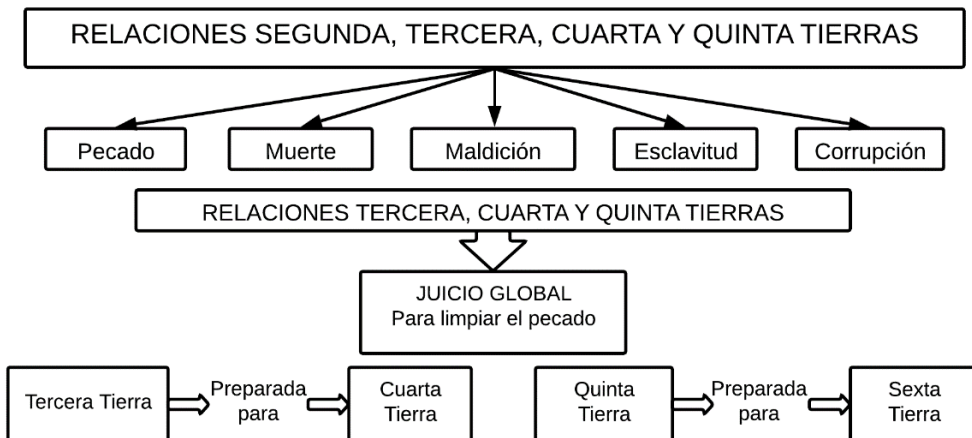 RELACIONES SEGUNDA, TERCERA, CUARTA Y QUINTA TIERRAS
Pecado
Muerte
Maldición
Esclavitud
Corrupción
RELACIONES TERCERA, CUARTA Y QUINTA TIERRAS
JUICIO GLOBAL
Para limpiar el pecado
Tercera Tierra
Preparada
para
Cuarta
Tierra
Quinta
Tierra
Preparada
para
Sexta
Tierra